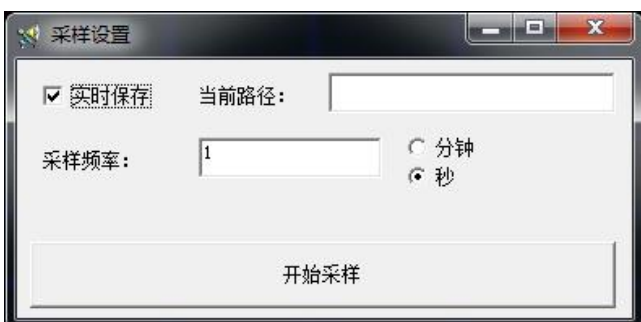 采样设置
实时保存 当前路径：
采样频率： 1 分钟
秒
开始采样